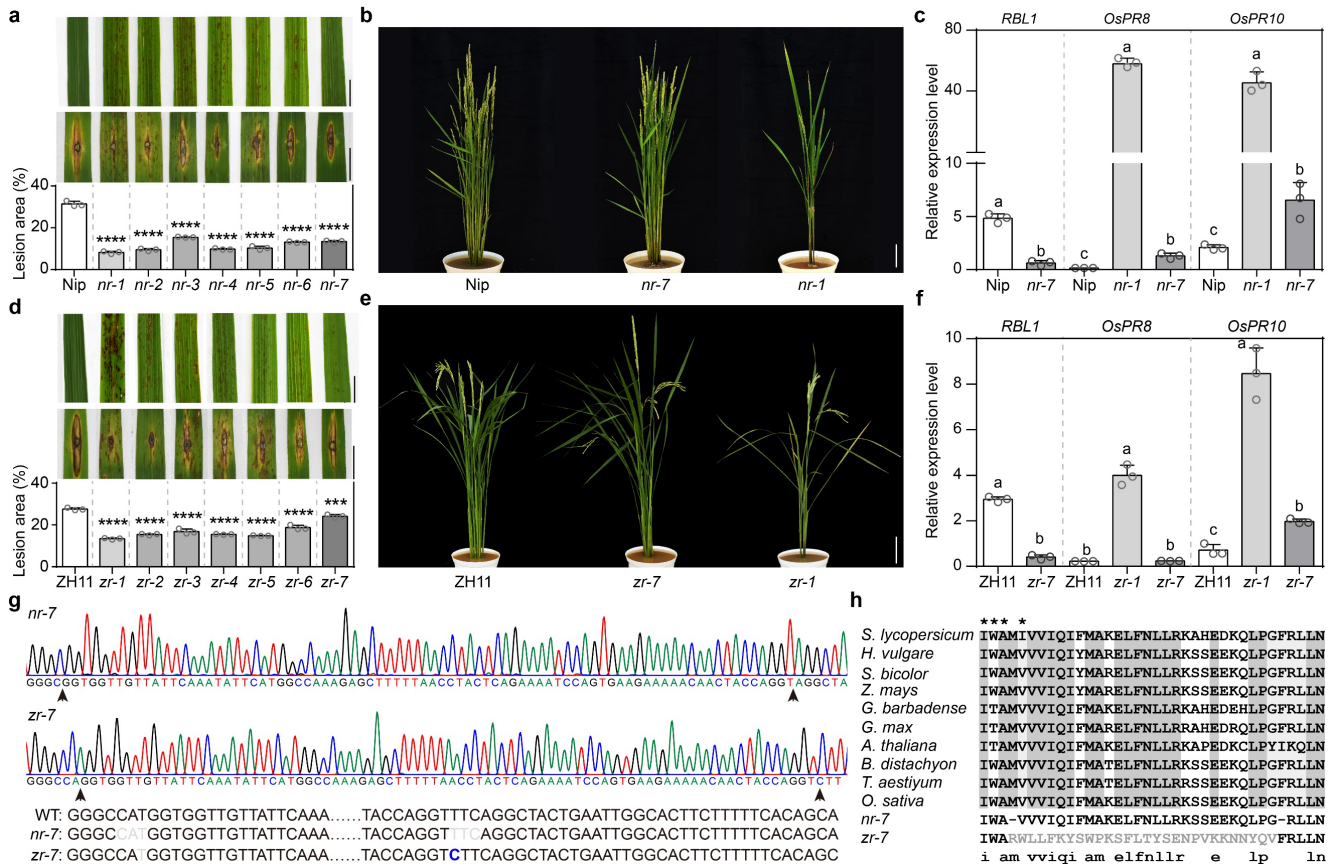 a
Lesion area (%)
40
20
0
**** **** **** **** **** **** ****
Nip nr-1 nr-2 nr-3 nr-4 nr-5 nr-6 nr-7
b
Nip nr-7 nr-1
c
RBL1 OsPR8 OsPR10
Relative expression level
80
40
10
5
0
a b c a b c a b
Nip nr-7 Nip nr-1 nr-7 Nip nr-1 nr-7
d
Lesion area (%)
40
20
0
**** **** **** **** **** **** ***
ZH11 zr-1 zr-2 zr-3 zr-4 zr-5 zr-6 zr-7
e
ZH11 zr-7 zr-1
f
RBL1 OsPR8 OsPR10
Relative expression level
10
8
6
4
2
0
a b b a b c a b
ZH11 zr-7 ZH11 zr-1 zr-7 ZH11 zr-1 zr-7
g
nr-7
GGGCGGTGGTTGTTATTCAAATATTCATGGCCAAAGAGCTTTTTAACCTACTCAGAAAATCCAGTGAAGAAAAACAACTACCAGGTAGGCTA
zr-7
GGGCCAGGTGGTTGTTATTCAAATATTCATGGCCAAAGAGCTTTTTAACCTACTCAGAAAATCCAGTGAAGAAAAACAACTACCAGGTCTT
WT: GGGCCATGGTGGTTGTTATTCAAA......TACCAGGTTTCAGGCTACTGAATTGGCACTTCTTTTTCACAGCA
nr-7: GGGCCATGGTGGTTGTTATTCAAA......TACCAGGTTTCAGGCTACTGAATTGGCACTTCTTTTTCACAGCA
zr-7: GGGCCATGGTGGTTGTTATTCAAA......TACCAGGTCTTCAGGCTACTGAATTGGCACTTCTTTTTCACAGC
h
*** *
S. lycopersicum IWAMIVVIQIFMAKELFNLLRKAHEDKQLPGFRLLN
H. vulgare IWAMVVVIQIFMAKELFNLLRKSSEEKQLPGFRLLN
S. bicolor IWAMVVVIQIYMAKELFNLLRKSSEEKQLPGFRLLN
Z. mays IWAMVVVIQIYMAKELFNLLRKSSEEKQLPGFRLLN
G. barbadense ITAMVVVIQIFMAKELFNLLRKAHEDEHLPGFRLLN
G. max ITAMVVVIQIFMAKELFNLLRRAHEDRQLPGFRLLN
A. thaliana ITAMVVVIQIFMAKELFNLLRKAPEDKCLPYIKQLN
B. distachyon IWAMVVVIQIFMATELFNLLRKSSEEKQLPGFRLLN
T. aestiyum IWAMVVVIQIFMATELFNLLRKSSEEKQLPGFRLLN
O. sativa IWAMVVVIQIFMAKELFNLLRKSSEEKQLPGFRLLN
nr-7 IWA-VVVIQIFMAKELFNLLRKSSEEKQLPG-RLLN
zr-7 IWARWLLFKYSWPKSFLTYSENPVKKNNYQVFRLLN
i am vviqi am elfnllr e lp ln